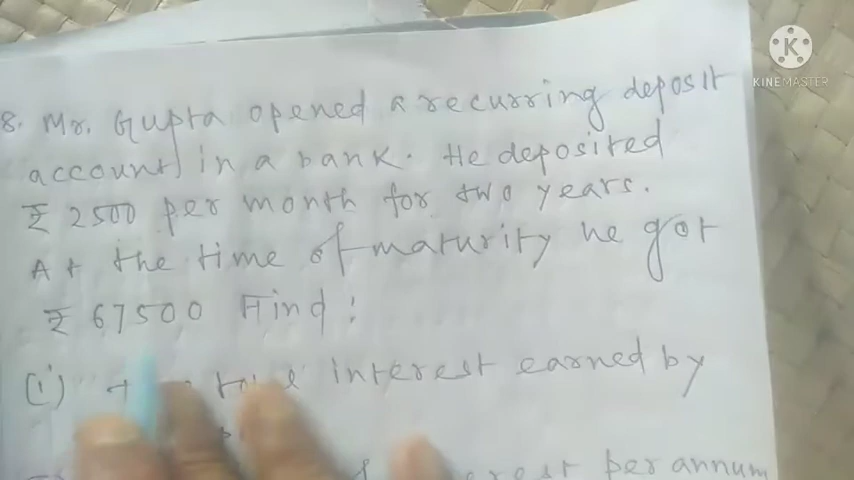 8. Mr. Gupta opened a recurring deposit
account in a bank. He deposited
₹ 2500 per month for two years.
At the time of maturity he got
₹ 67500 Find:
(i) interest earned by
per annum
K
KINEMASTER